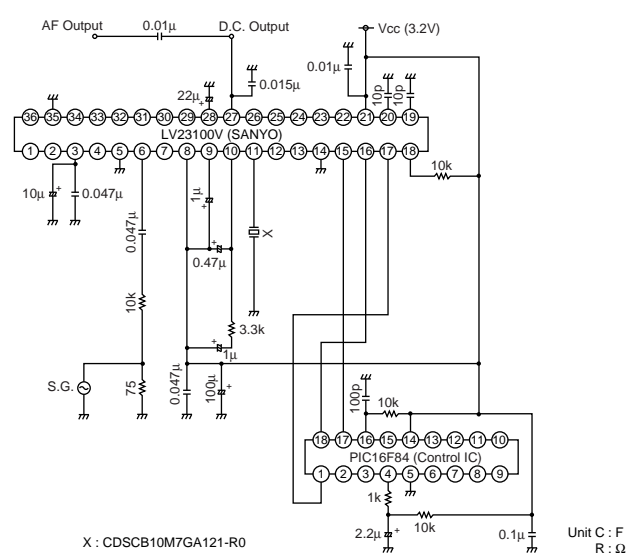 AF Output
0.01µ
D.C. Output
Vcc (3.2V)
0.01µ
0.015µ
22µ
+
10p
10p
36 35 34 33 32 31 30 29 28 27 26 25 24 23 22 21 20 19
LV23100V (SANYO)
1 2 3 4 5 6 7 8 9 10 11 12 13 14 15 16 17 18
10k
10µ
+
0.047µ
0.047µ
1µ
+
+
0.47µ
X
10k
3.3k
+
1µ
S.G.
75
0.047µ
100µ
+
100p
10k
18 17 16 15 14 13 12 11 10
PIC16F84 (Control IC)
1 2 3 4 5 6 7 8 9
1k
2.2µ
+
10k
0.1µ
X : CDSCB10M7GA121-R0
Unit C : F
R : Ω